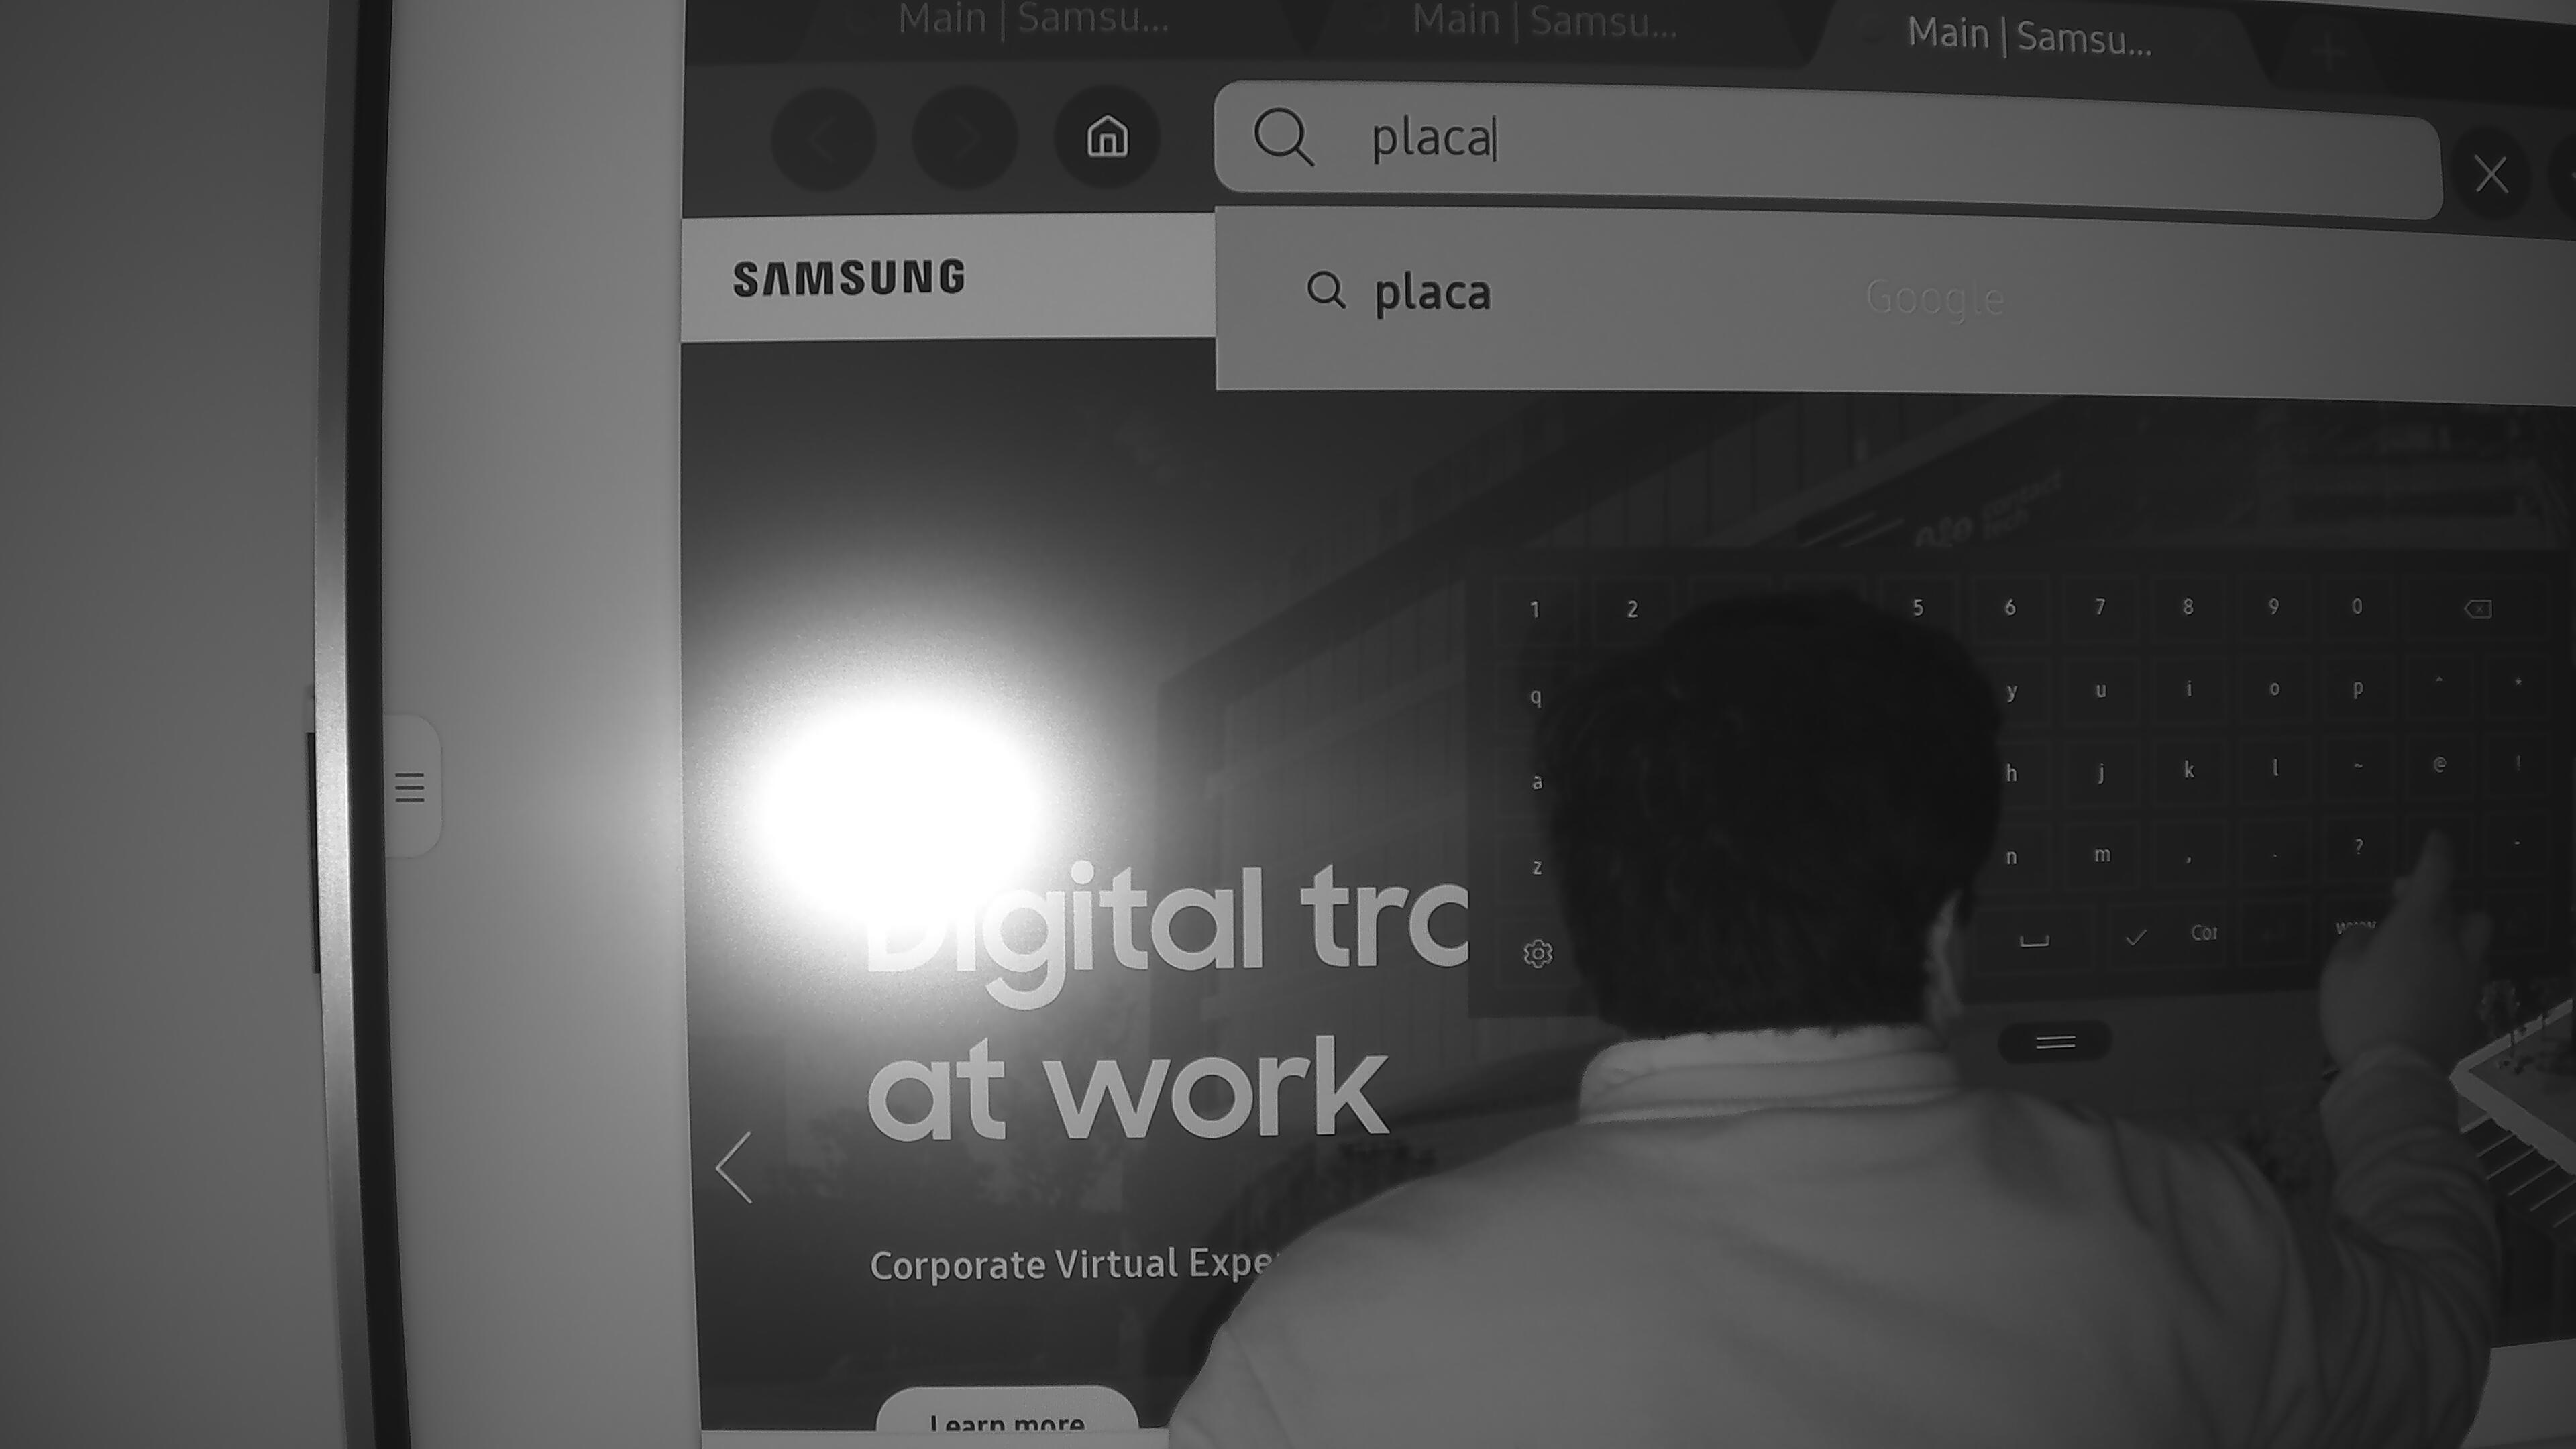 Main | Samsu...
Main | Samsu...
Main | Samsu...
placa
SAMSUNG
placa
Google
1 2 5 6 7 8 9 0
q y u i o p ^ *
a h j k l ~ @ !
z n m , . ? -
Digital tra
at work
Corporate Virtual Expe
Learn more